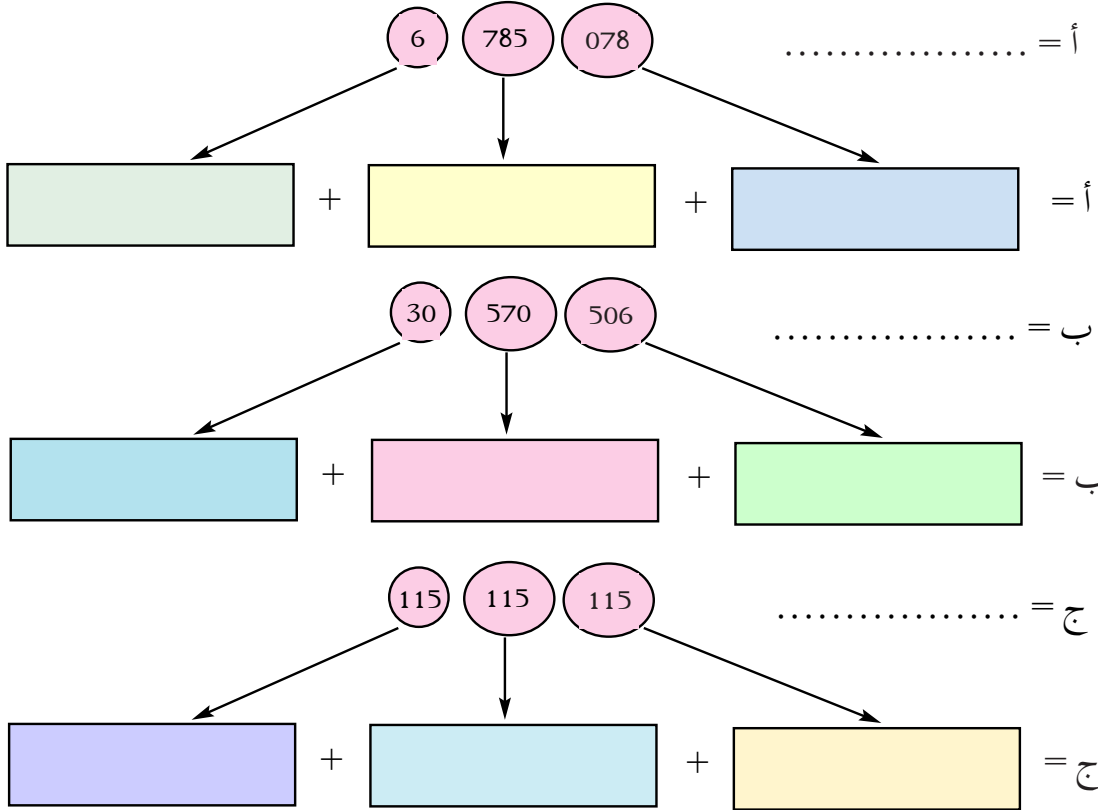 أ = .................. 6 785 078
أ = + +
ب = .................. 30 570 506
ب = + +
ج = .................. 115 115 115
ج = + +